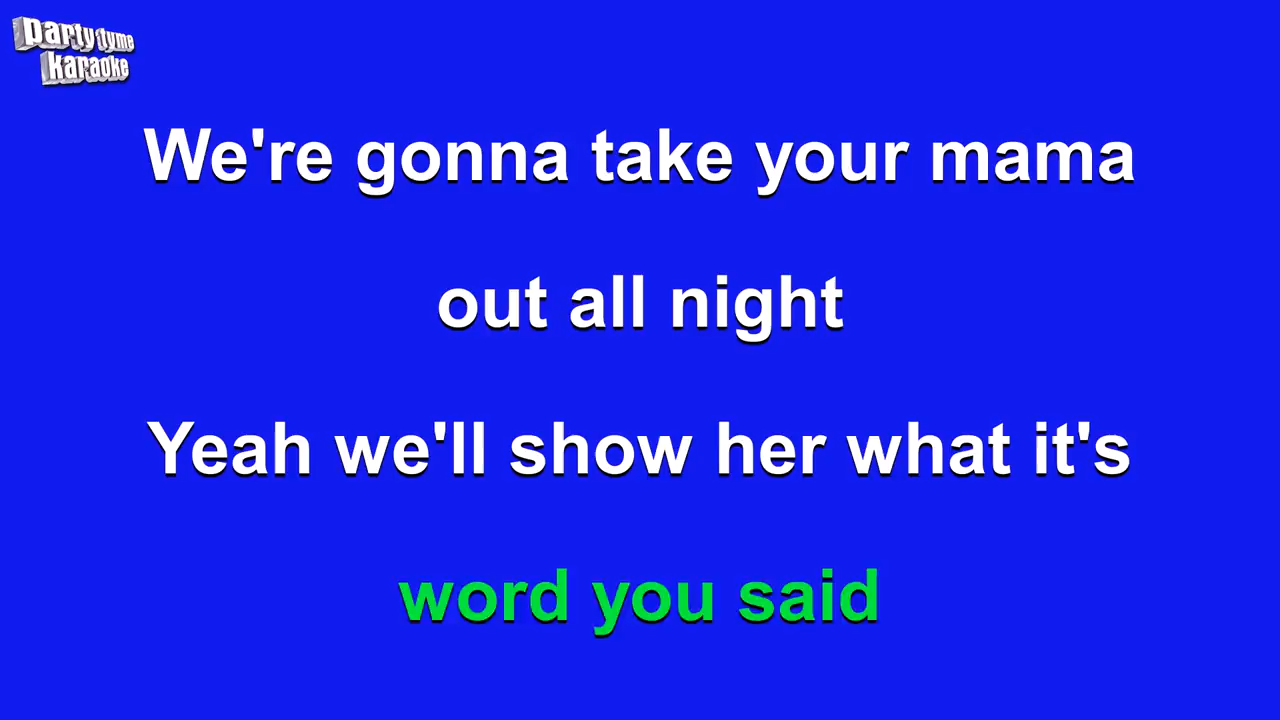 party tyme
karaoke
We're gonna take your mama
out all night
Yeah we'll show her what it's
word you said